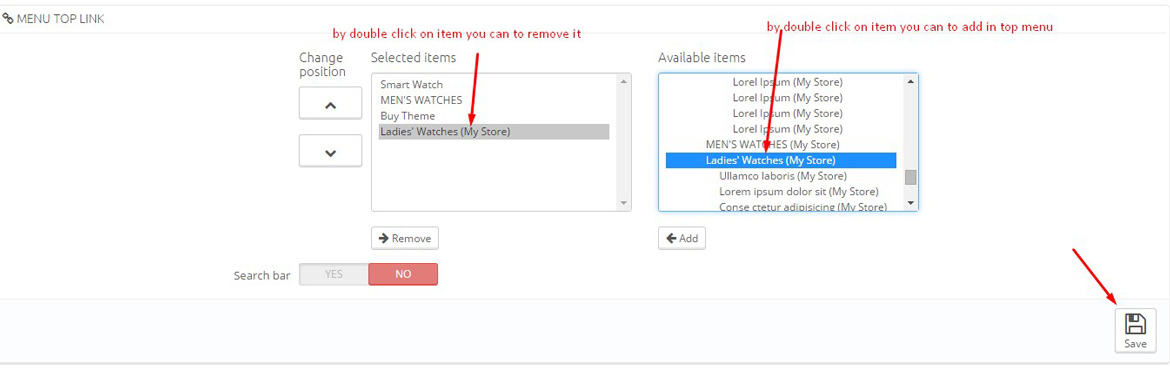 MENU TOP LINK
by double click on item you can to remove it
by double click on item you can to add in top menu
Change
position
Selected items
Smart Watch
MEN'S WATCHES
Buy Theme
Ladies' Watches (My Store)
Remove
Available items
Lorel Ipsum (My Store)
Lorel Ipsum (My Store)
Lorel Ipsum (My Store)
Lorel Ipsum (My Store)
MEN'S WATCHES (My Store)
Ladies' Watches (My Store)
Ullamco laboris (My Store)
Lorem ipsum dolor sit (My Store)
Conse ctetur adipisicing (My Store)
Add
Search bar
YES
NO
Save